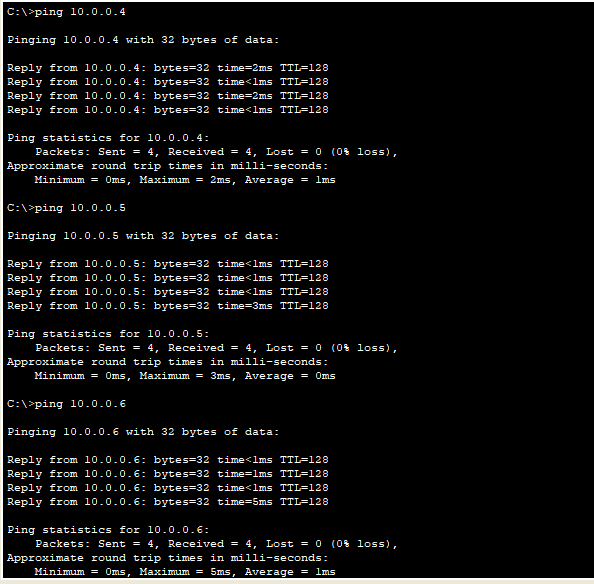 C:\>ping 10.0.0.4
Pinging 10.0.0.4 with 32 bytes of data:
Reply from 10.0.0.4: bytes=32 time=2ms TTL=128
Reply from 10.0.0.4: bytes=32 time<1ms TTL=128
Reply from 10.0.0.4: bytes=32 time=2ms TTL=128
Reply from 10.0.0.4: bytes=32 time<1ms TTL=128
Ping statistics for 10.0.0.4:
    Packets: Sent = 4, Received = 4, Lost = 0 (0% loss),
Approximate round trip times in milli-seconds:
    Minimum = 0ms, Maximum = 2ms, Average = 1ms
C:\>ping 10.0.0.5
Pinging 10.0.0.5 with 32 bytes of data:
Reply from 10.0.0.5: bytes=32 time<1ms TTL=128
Reply from 10.0.0.5: bytes=32 time<1ms TTL=128
Reply from 10.0.0.5: bytes=32 time<1ms TTL=128
Reply from 10.0.0.5: bytes=32 time=3ms TTL=128
Ping statistics for 10.0.0.5:
    Packets: Sent = 4, Received = 4, Lost = 0 (0% loss),
Approximate round trip times in milli-seconds:
    Minimum = 0ms, Maximum = 3ms, Average = 0ms
C:\>ping 10.0.0.6
Pinging 10.0.0.6 with 32 bytes of data:
Reply from 10.0.0.6: bytes=32 time<1ms TTL=128
Reply from 10.0.0.6: bytes=32 time=1ms TTL=128
Reply from 10.0.0.6: bytes=32 time<1ms TTL=128
Reply from 10.0.0.6: bytes=32 time=5ms TTL=128
Ping statistics for 10.0.0.6:
    Packets: Sent = 4, Received = 4, Lost = 0 (0% loss),
Approximate round trip times in milli-seconds:
    Minimum = 0ms, Maximum = 5ms, Average = 1ms